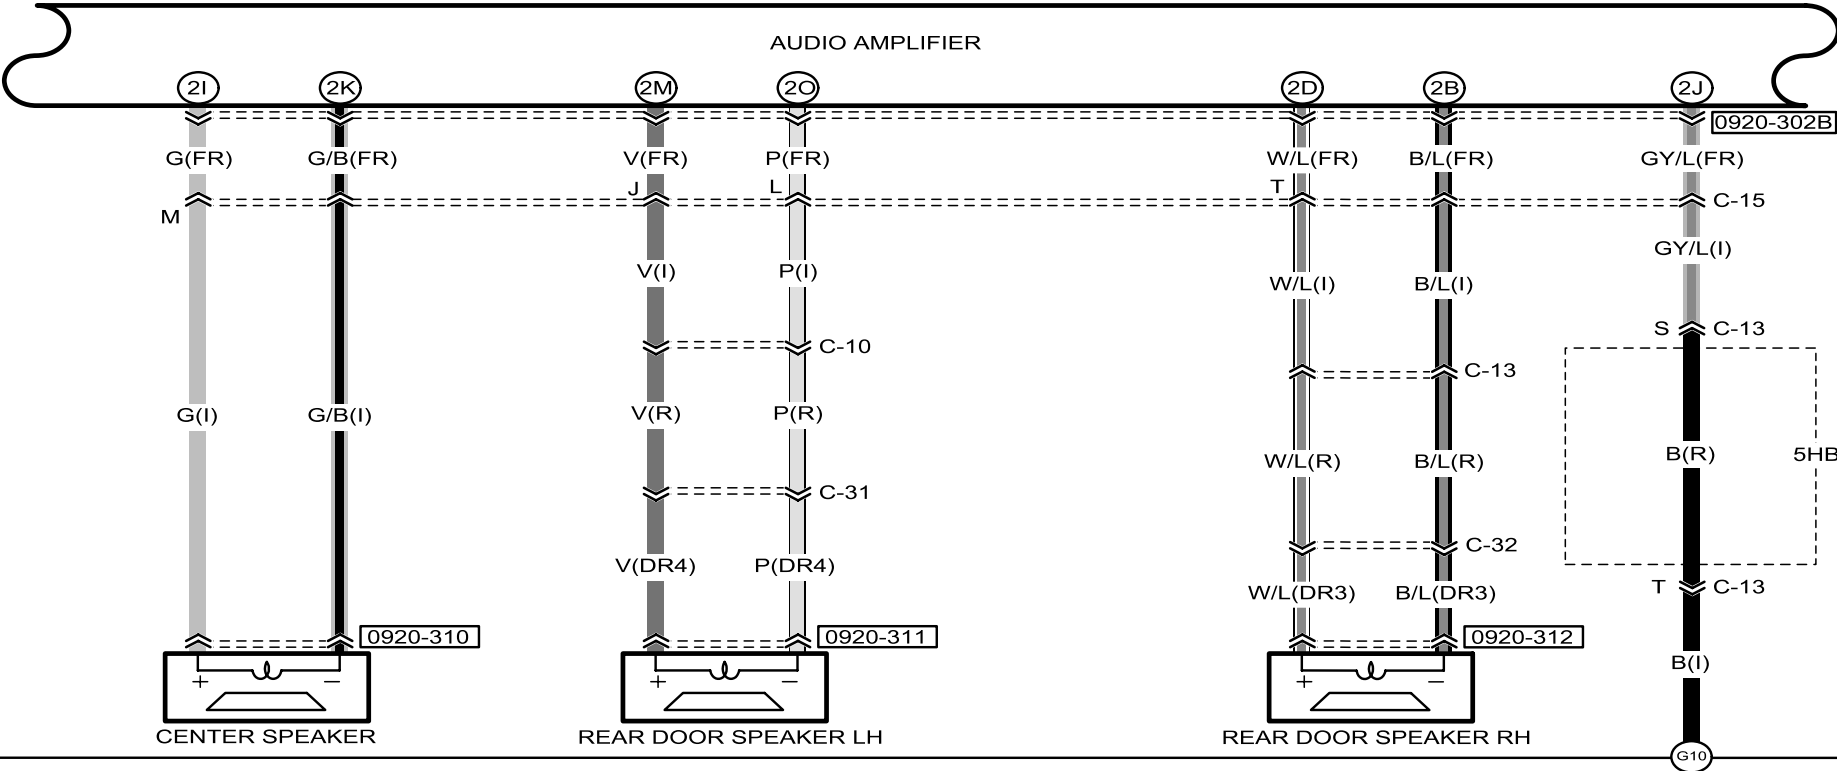 AUDIO AMPLIFIER
2I 2K 2M 2O 2D 2B 2J
0920-302B
G(FR) G/B(FR) V(FR) P(FR) W/L(FR) B/L(FR) GY/L(FR)
M J L T C-15
GY/L(I)
V(I) P(I) W/L(I) B/L(I)
S C-13
C-10
C-13
G(I) G/B(I) V(R) P(R)
W/L(R) B/L(R) B(R) 5HB
C-31
C-32
V(DR4) P(DR4)
T C-13
W/L(DR3) B/L(DR3)
0920-310 0920-311 0920-312
B(I)
+ − + − + −
CENTER SPEAKER REAR DOOR SPEAKER LH REAR DOOR SPEAKER RH
G10